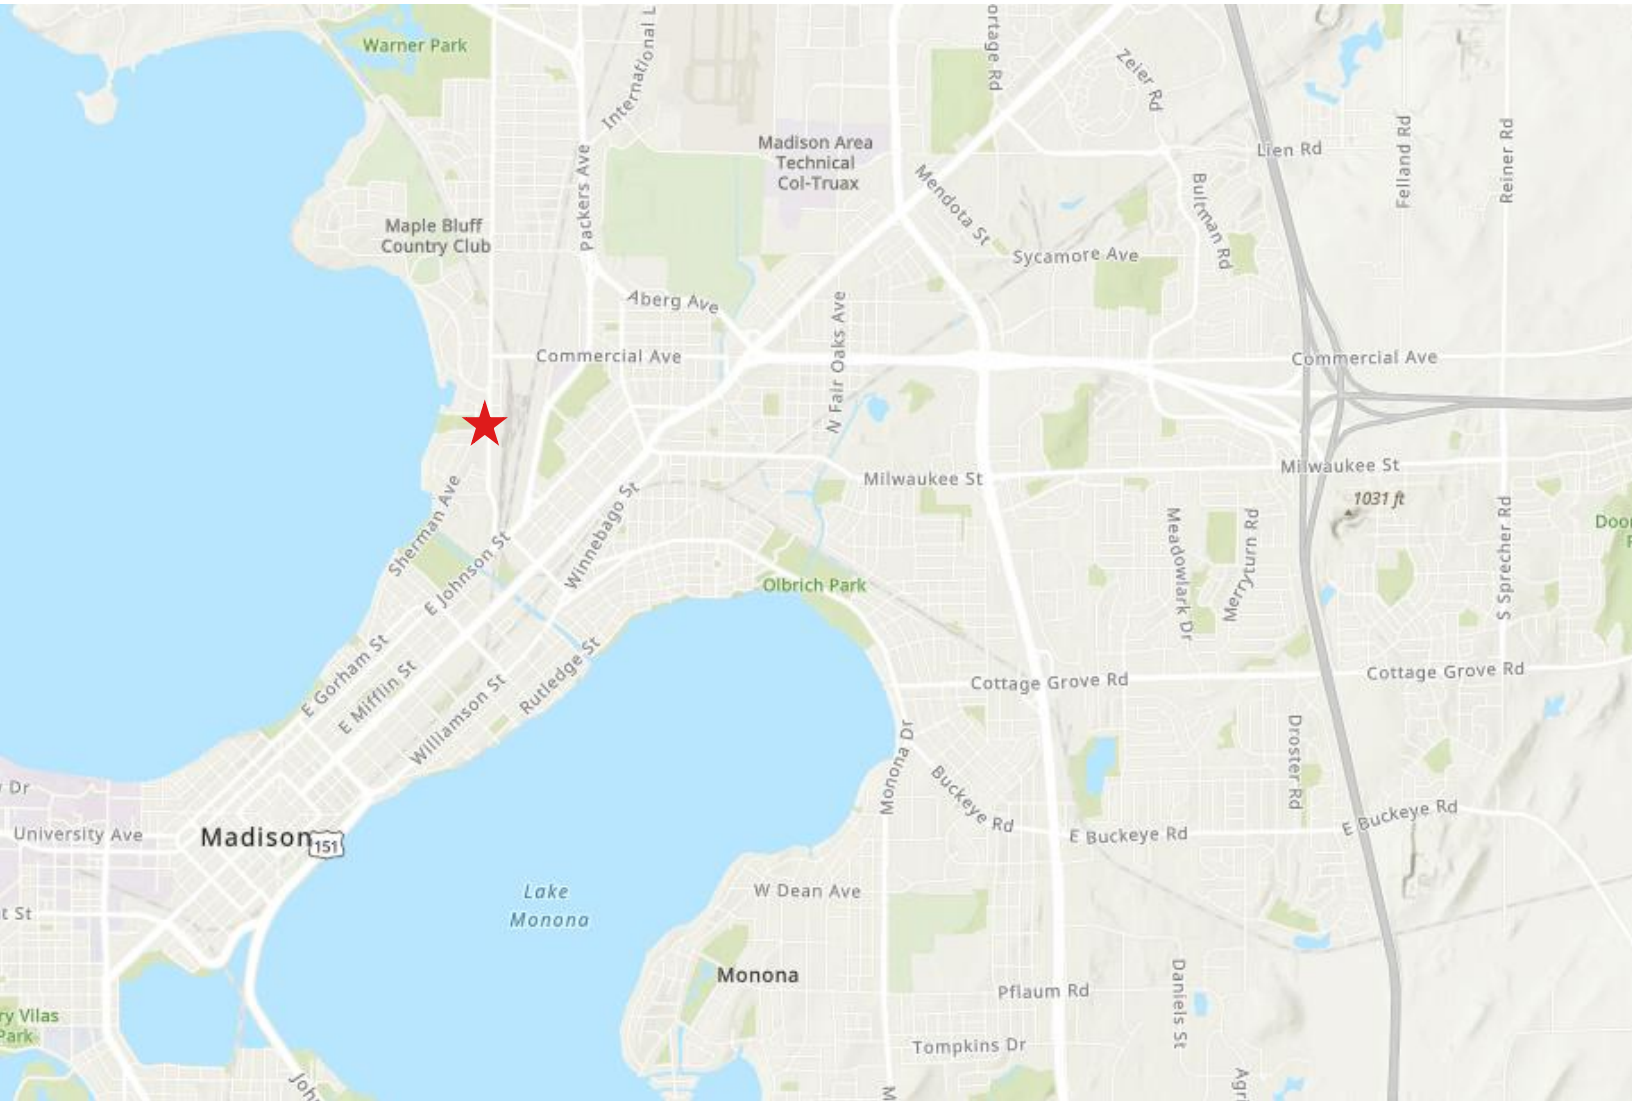 Warner Park
International L
ortage Rd
Zeier Rd
Madison Area
Technical
Col-Truax
Lien Rd
Felland Rd
Reiner Rd
Packers Ave
Mendota St
Bultman Rd
Maple Bluff
Country Club
Sycamore Ave
Aberg Ave
N Fair Oaks Ave
Commercial Ave
Commercial Ave
Milwaukee St
Milwaukee St
1031 ft
Sherman Ave
Winnebago St
E Johnson St
Meadowlark Dr
Merryturn Rd
S Sprecher Rd
Doo
Olbrich Park
E Gorham St
E Mifflin St
Rutledge St
Williamson St
Cottage Grove Rd
Cottage Grove Rd
Monona Dr
Droster Rd
Buckeye Rd
E Buckeye Rd
E Buckeye Rd
Dr
University Ave
Madison
151
Lake
Monona
W Dean Ave
t St
Monona
Pflaum Rd
Daniels St
ry Vilas
Park
Tompkins Dr
John
M
Agri